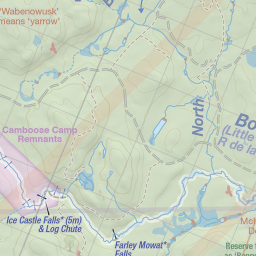 'Wabenowusk'
means 'yarrow'
North
Bo
(Little
R de la
Camboose Camp
Remnants
Ice Castle Falls* (5m)
& Log Chute
Farley Mowat*
Falls
Mc
Reserve